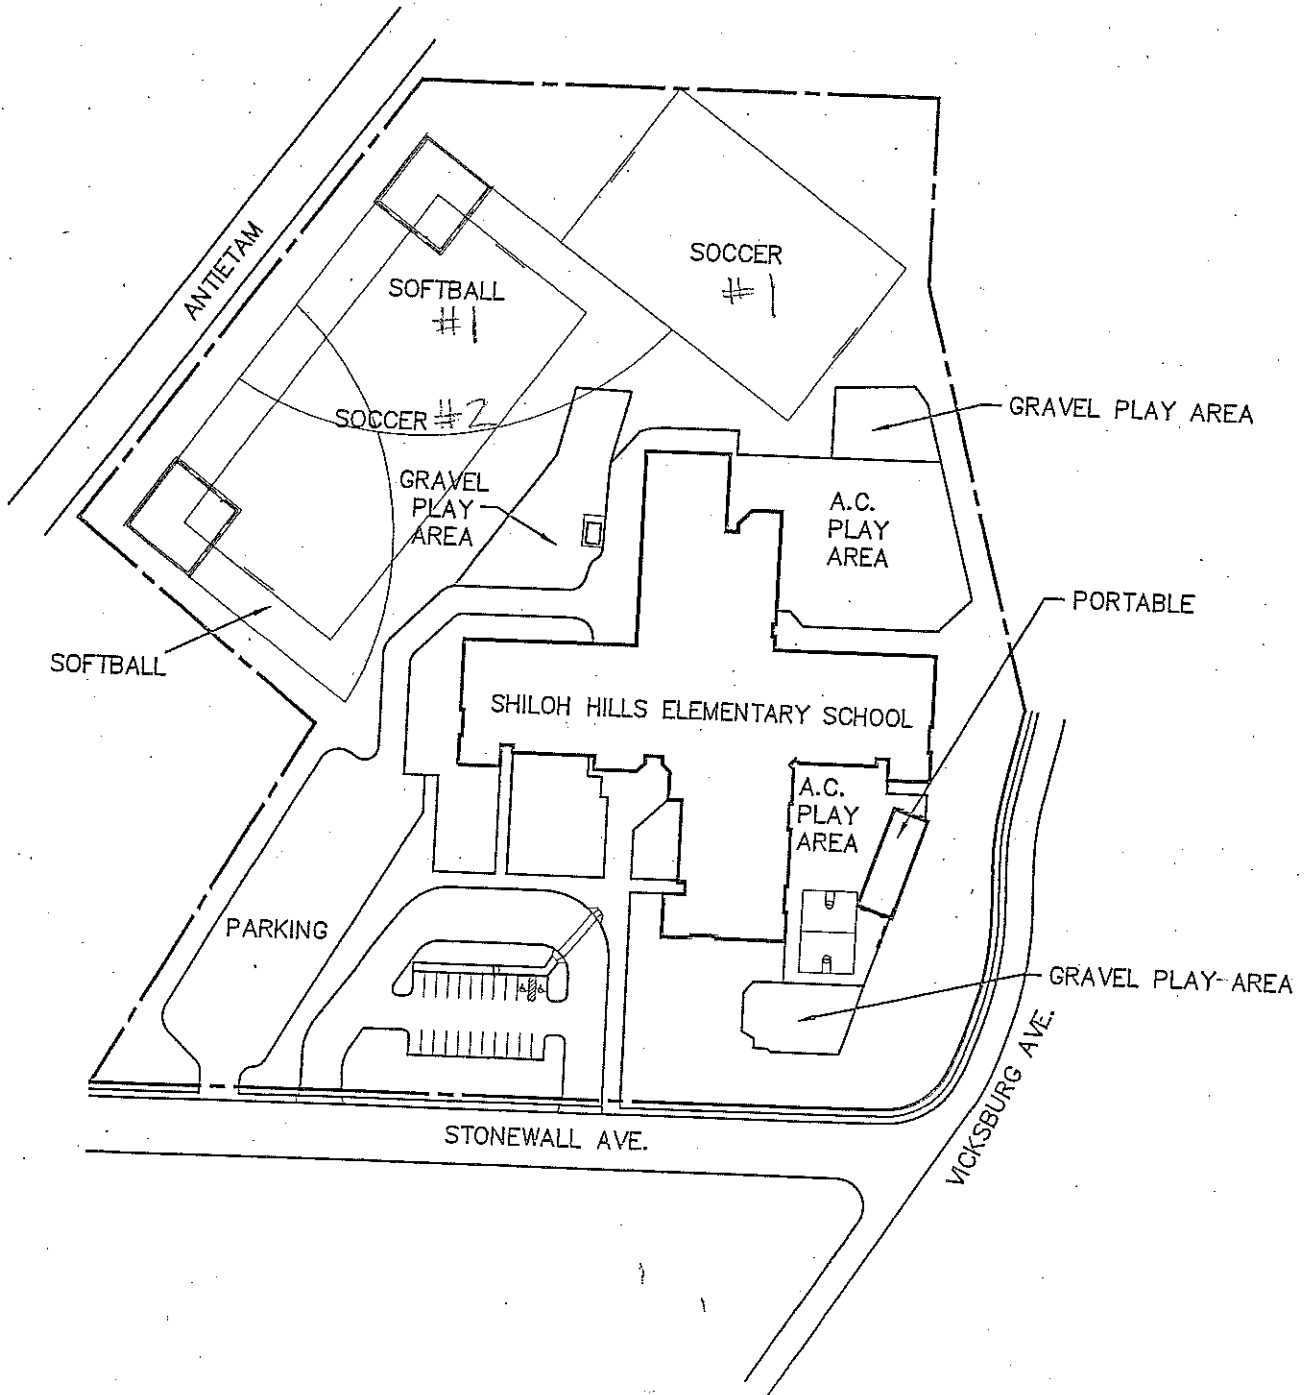 ANTIETAM
SOFTBALL
#1
SOCCER
#1
SOCCER #2
GRAVEL PLAY AREA
GRAVEL
PLAY
AREA
A.C.
PLAY
AREA
PORTABLE
SOFTBALL
SHILOH HILLS ELEMENTARY SCHOOL
A.C.
PLAY
AREA
PARKING
GRAVEL PLAY AREA
VICKSBURG AVE.
STONEWALL AVE.